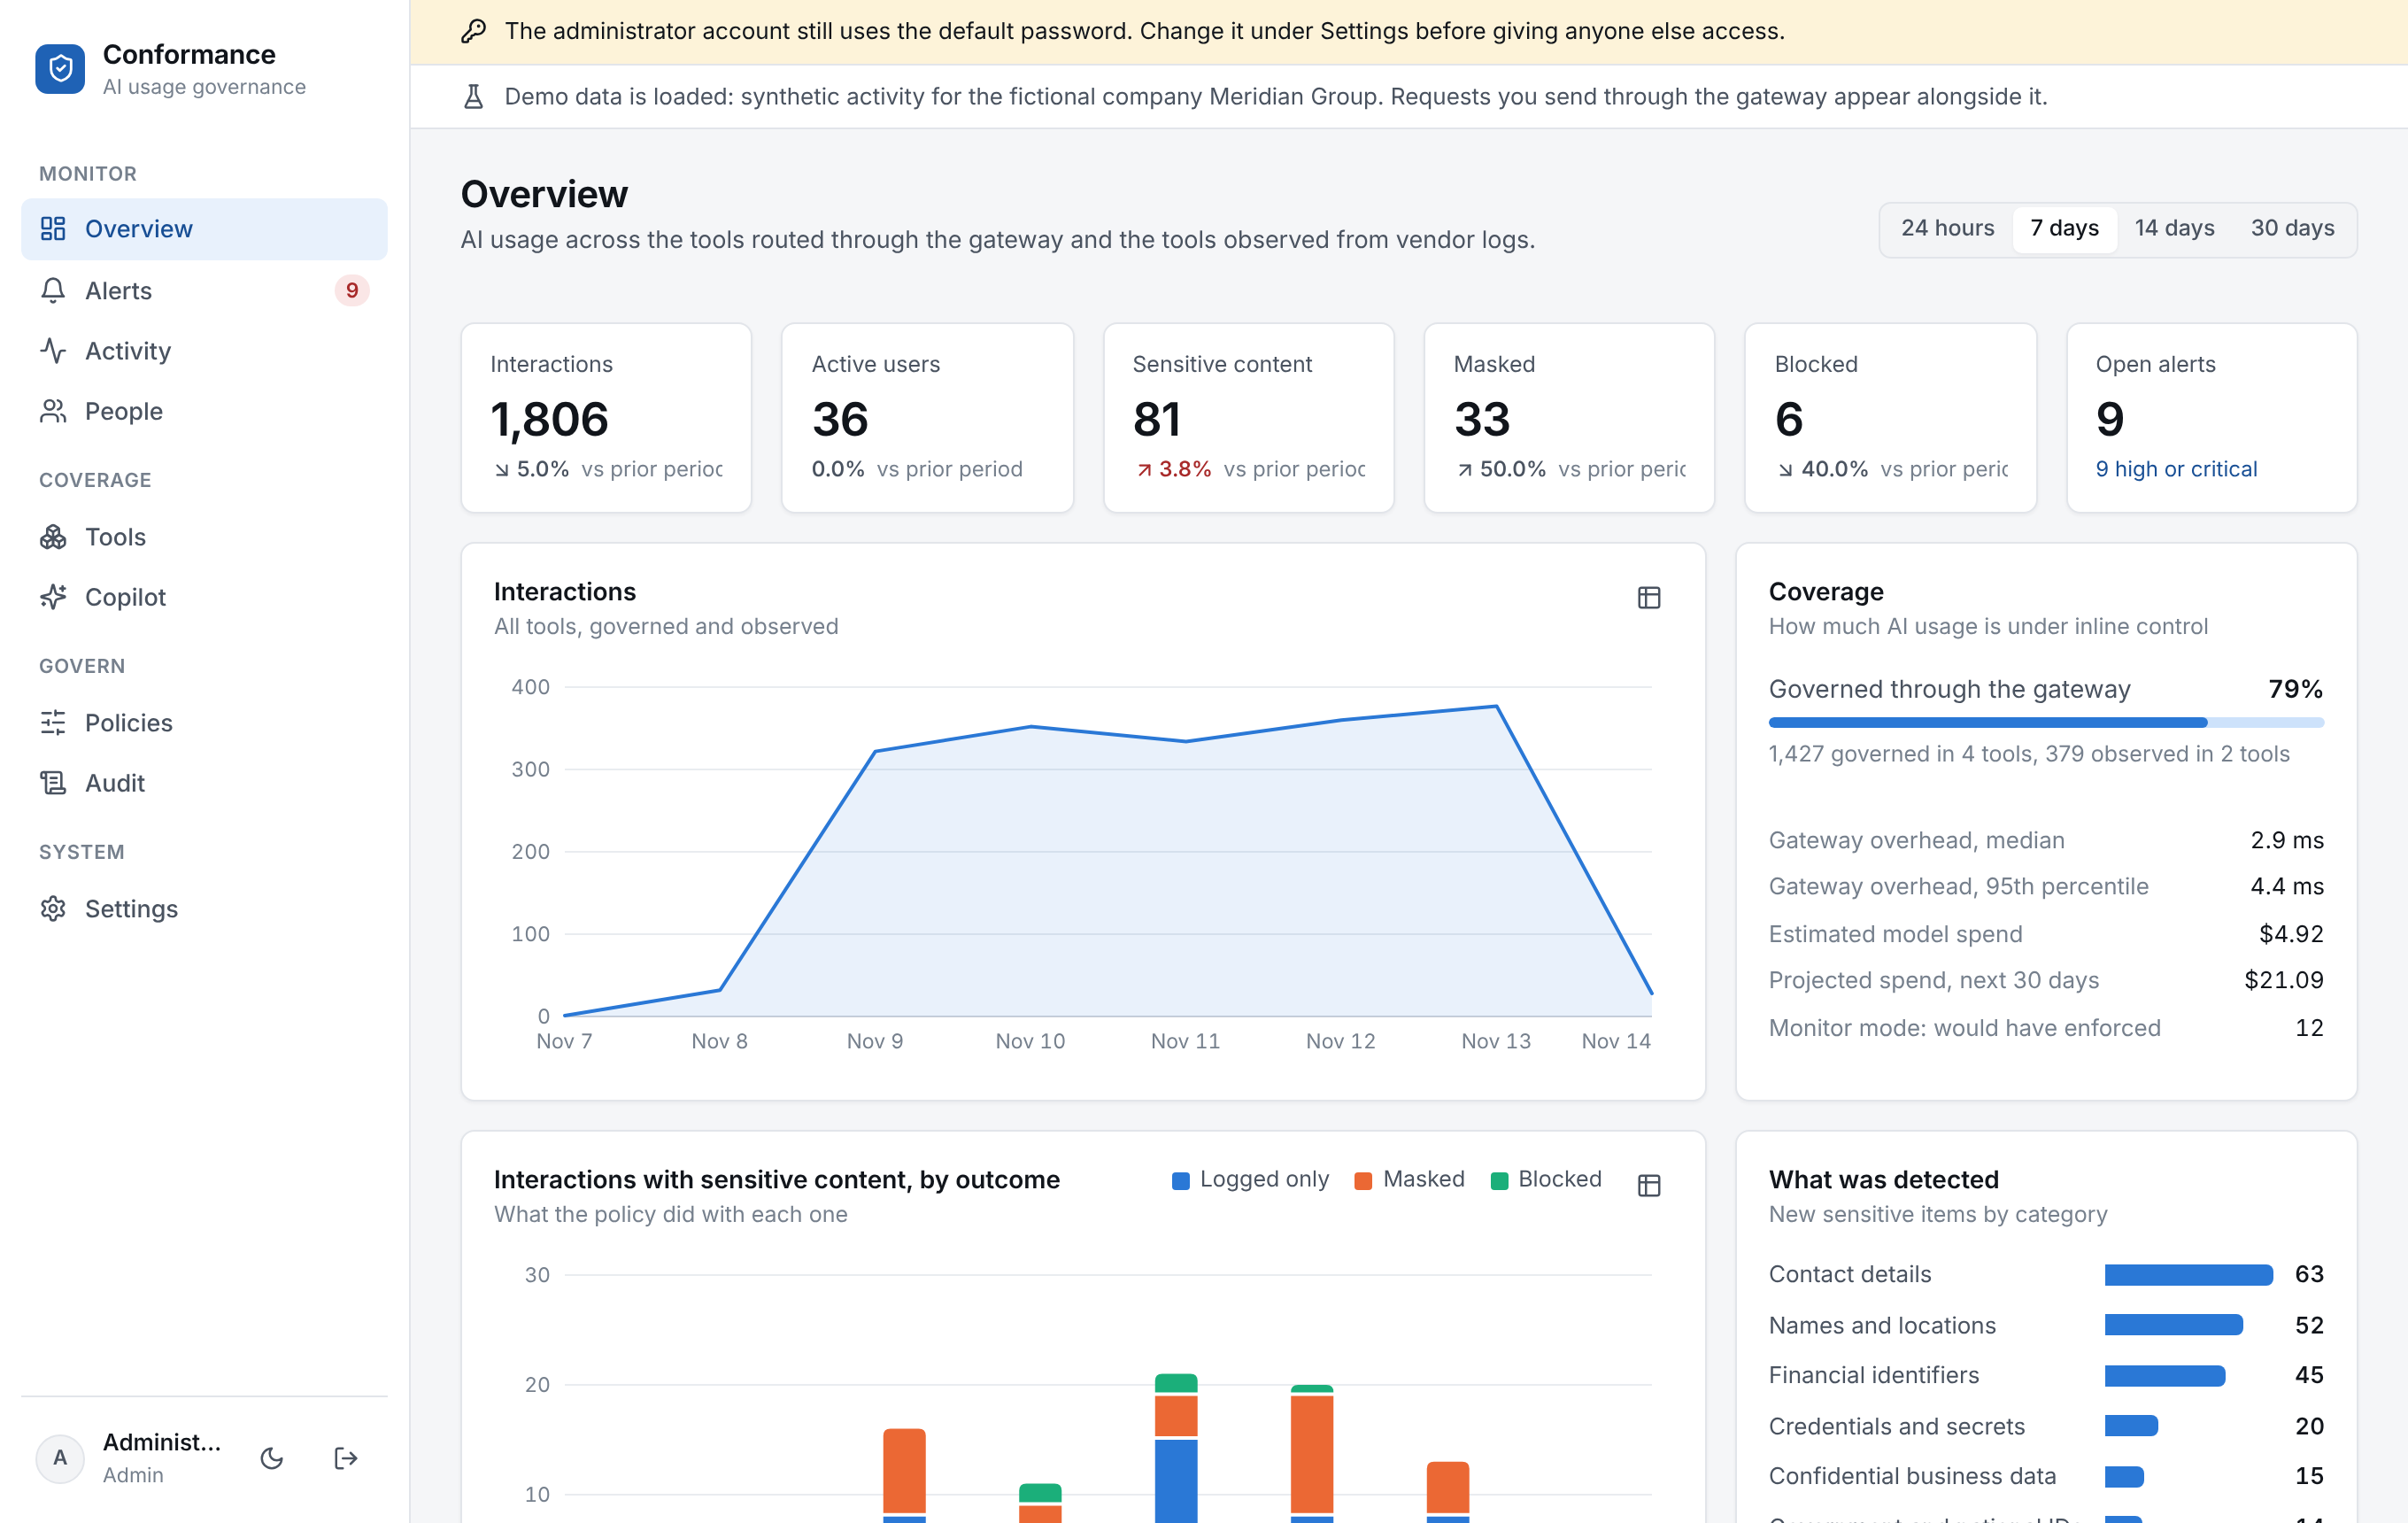 Conformance
AI usage governance
MONITOR
Overview
Alerts
9
Activity
People
COVERAGE
Tools
Copilot
GOVERN
Policies
Audit
SYSTEM
Settings
A
Administ...
Admin
The administrator account still uses the default password. Change it under Settings before giving anyone else access.
Demo data is loaded: synthetic activity for the fictional company Meridian Group. Requests you send through the gateway appear alongside it.
Overview
AI usage across the tools routed through the gateway and the tools observed from vendor logs.
24 hours 7 days 14 days 30 days
Interactions
1,806
5.0% vs prior perioc
Active users
36
0.0% vs prior period
Sensitive content
81
3.8% vs prior perioc
Masked
33
50.0% vs prior peric
Blocked
6
40.0% vs prior peric
Open alerts
9
9 high or critical
Interactions
All tools, governed and observed
400
300
200
100
0
Nov 7 Nov 8 Nov 9 Nov 10 Nov 11 Nov 12 Nov 13 Nov 14
Coverage
How much AI usage is under inline control
Governed through the gateway 79%
1,427 governed in 4 tools, 379 observed in 2 tools
Gateway overhead, median 2.9 ms
Gateway overhead, 95th percentile 4.4 ms
Estimated model spend $4.92
Projected spend, next 30 days $21.09
Monitor mode: would have enforced 12
Interactions with sensitive content, by outcome
Logged only Masked Blocked
What the policy did with each one
30
20
10
What was detected
New sensitive items by category
Contact details 63
Names and locations 52
Financial identifiers 45
Credentials and secrets 20
Confidential business data 15